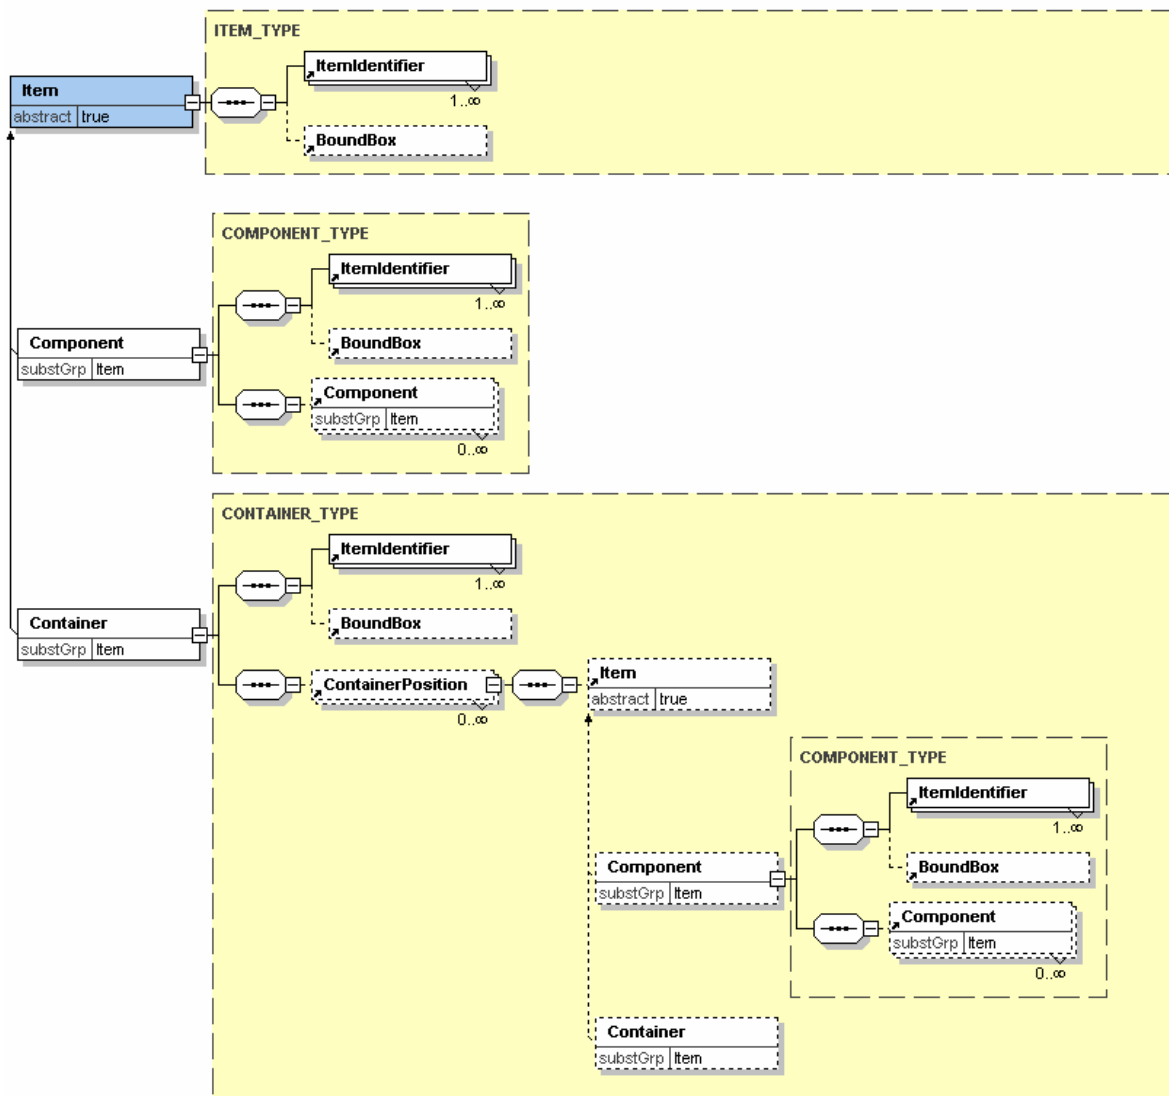 ITEM_TYPE
ItemIdentifier
Item
abstract true
1..∞
BoundBox
COMPONENT_TYPE
ItemIdentifier
1..∞
Component
substGrp Item
BoundBox
Component
substGrp Item
0..∞
CONTAINER_TYPE
ItemIdentifier
1..∞
Container
substGrp Item
BoundBox
ContainerPosition
0..∞
Item
abstract true
COMPONENT_TYPE
ItemIdentifier
1..∞
Component
substGrp Item
BoundBox
Component
substGrp Item
0..∞
Container
substGrp Item